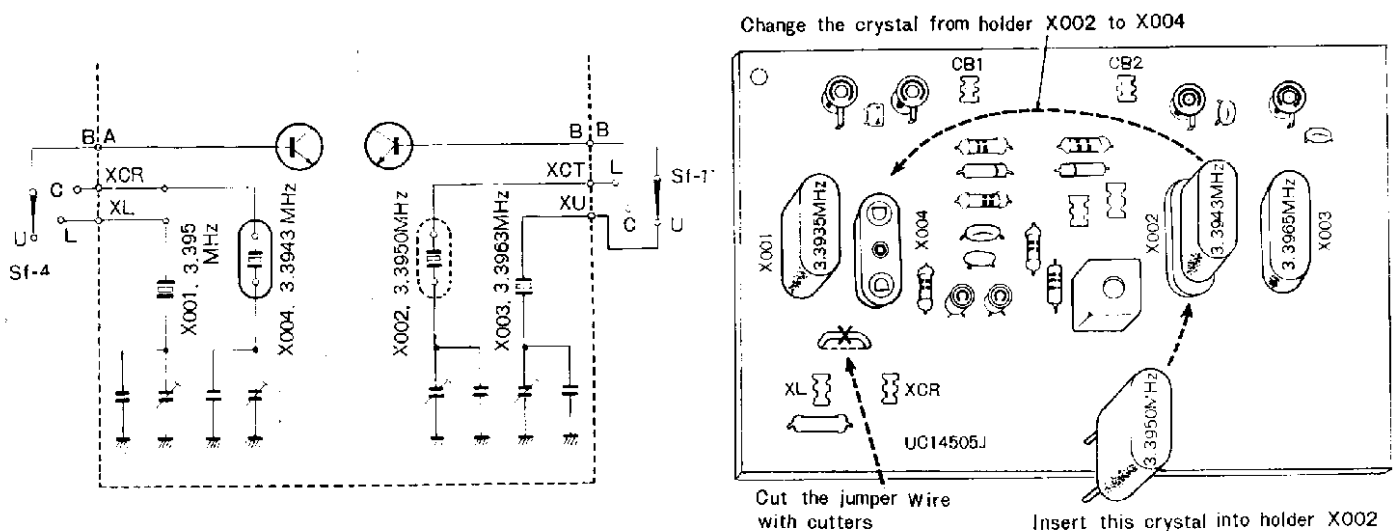 B A
XCR
C
XL
L
U
Sf-4
X001, 3.395
MHz
X004, 3.3943 MHz
X002, 3.3950MHz
X003, 3.3963MHz
B B
XCT
L
XU
C
U
Change the crystal from holder X002 to X004
CB1
CB2
X001
3.3935MHz
X004
X002
3.3943MHz
3.3965MHz
X003
XL
XCR
3.3950MHz
UC14505J
Cut the jumper Wire
with cutters
Insert this crystal into holder X002